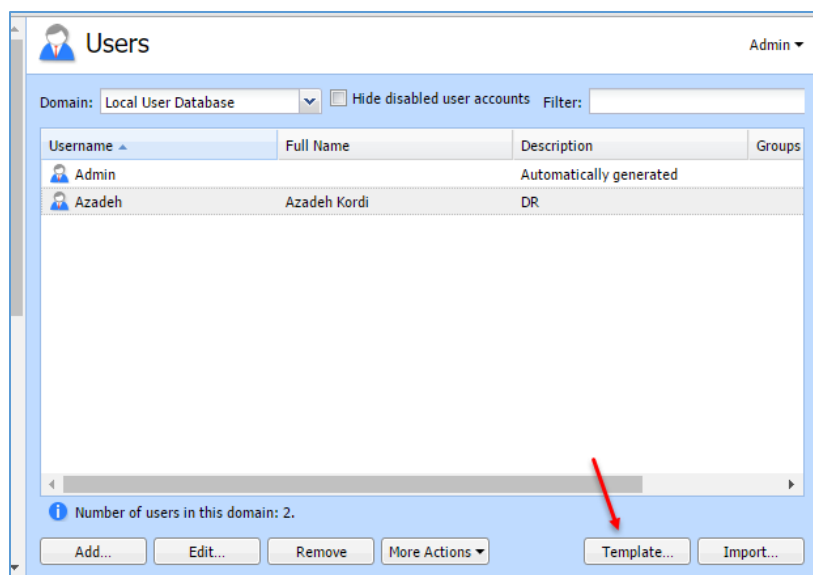 Users
Admin
Domain: Local User Database Hide disabled user accounts Filter:
Username Full Name Description Groups
Admin Automatically generated
Azadeh Azadeh Kordi DR
Number of users in this domain: 2.
Add... Edit... Remove More Actions Template... Import...